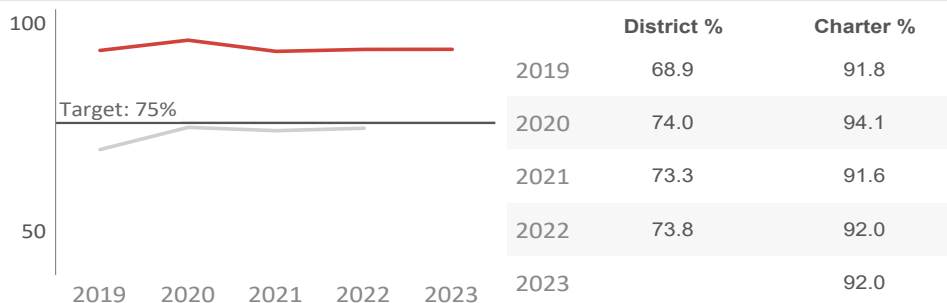 100
Target: 75%
50
2019 2020 2021 2022 2023
District % Charter %
2019 68.9 91.8
2020 74.0 94.1
2021 73.3 91.6
2022 73.8 92.0
2023 92.0